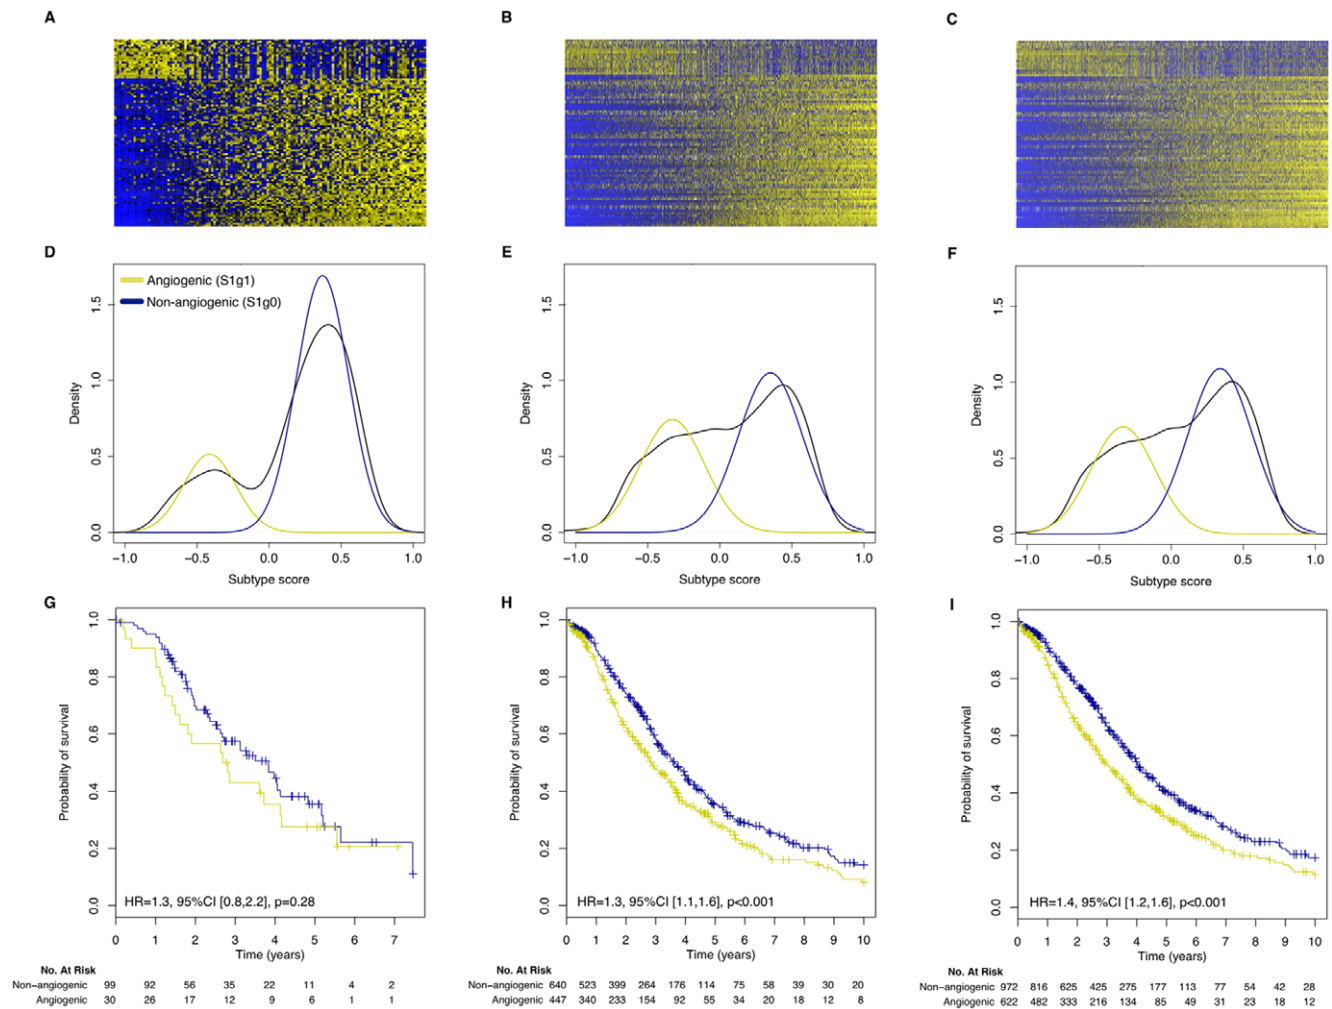 A
B
C
D
E
F
Angiogenic (S1g1)
Non-angiogenic (S1g0)
Density
0.0 0.5 1.0 1.5
−1.0 −0.5 0.0 0.5 1.0
Subtype score
Density
0.0 0.5 1.0 1.5
−1.0 −0.5 0.0 0.5 1.0
Subtype score
Density
0.0 0.5 1.0 1.5
−1.0 −0.5 0.0 0.5 1.0
Subtype score
G
H
I
Probability of survival
0.0 0.2 0.4 0.6 0.8 1.0
HR=1.3, 95%CI [0.8,2.2], p=0.28
0 1 2 3 4 5 6 7
Time (years)
Probability of survival
0.0 0.2 0.4 0.6 0.8 1.0
HR=1.3, 95%CI [1.1,1.6], p<0.001
0 1 2 3 4 5 6 7 8 9 10
Time (years)
Probability of survival
0.0 0.2 0.4 0.6 0.8 1.0
HR=1.4, 95%CI [1.2,1.6], p<0.001
0 1 2 3 4 5 6 7 8 9 10
Time (years)
No. At Risk
Non−angiogenic 99 92 56 35 22 11 4 2
Angiogenic 30 26 17 12 9 6 1 1
No. At Risk
Non−angiogenic 640 523 399 264 176 114 75 58 39 30 20
Angiogenic 447 340 233 154 92 55 34 20 18 12 8
No. At Risk
Non−angiogenic 972 816 625 425 275 177 113 77 54 42 28
Angiogenic 622 482 333 216 134 85 49 31 23 18 12